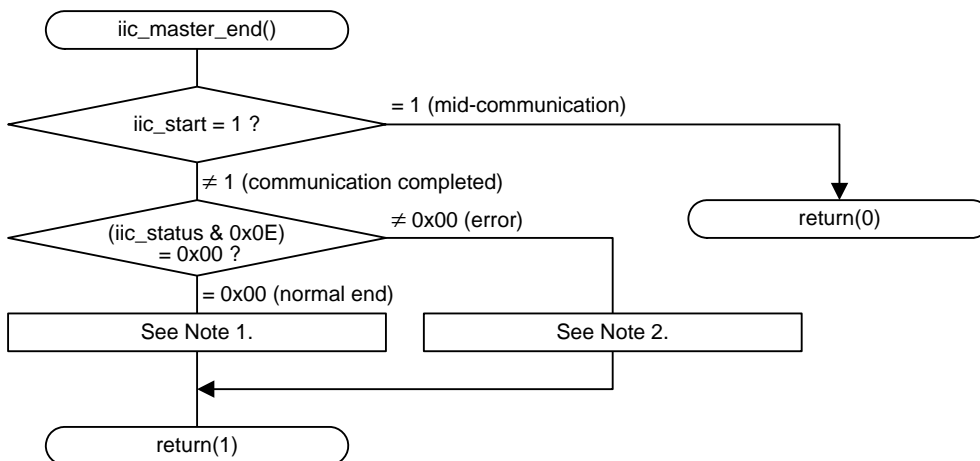 iic_master_end()
iic_start = 1 ?
= 1 (mid-communication)
≠ 1 (communication completed)
return(0)
(iic_status & 0x0E)
= 0x00 ?
≠ 0x00 (error)
= 0x00 (normal end)
See Note 1.
See Note 2.
return(1)